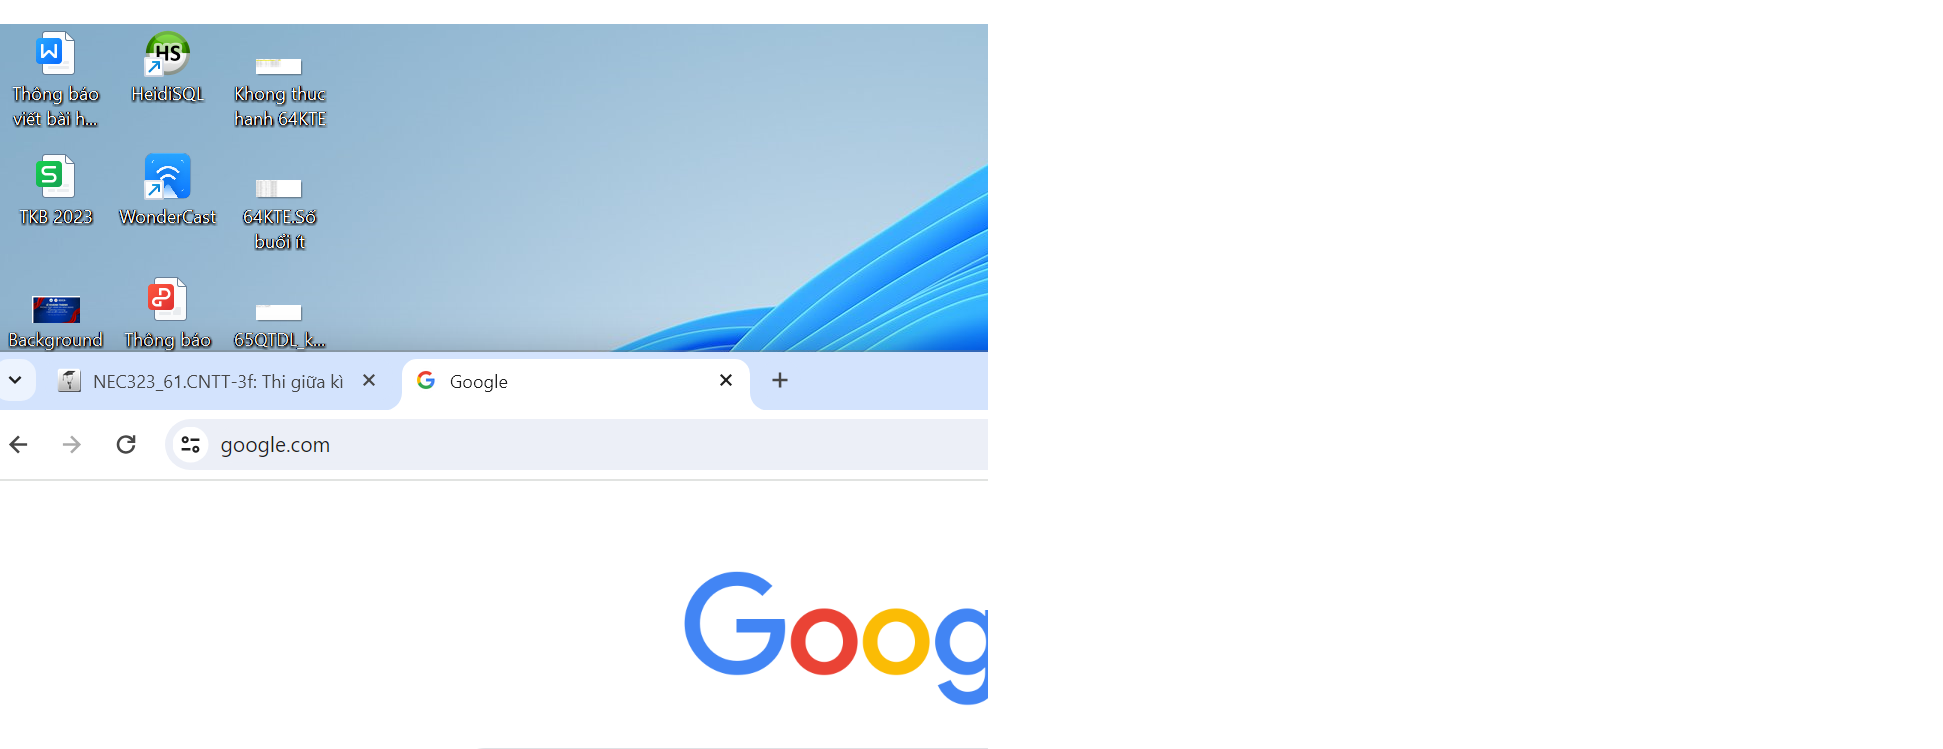 Thông báo
viết bài h...
HeidiSQL
HS
Khong thuc
hanh 64KTE
TKB 2023
WonderCast
64KTE.Số
buổi ít
Background
Thông báo
65QTDL_k...
NEC323_61.CNTT-3f: Thi giữa kì
Google
google.com
Goog